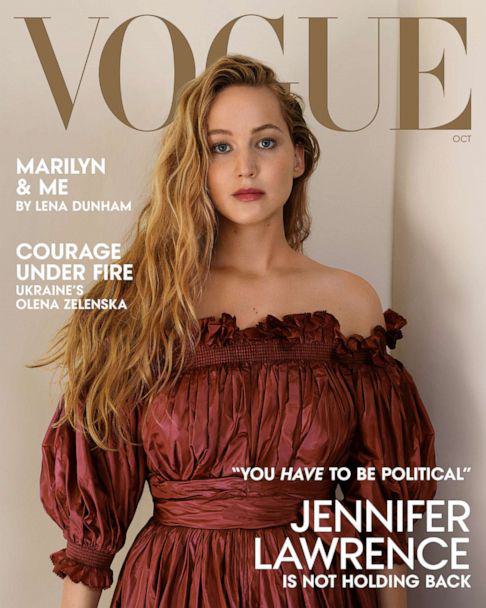 VOGUE
OCT
MARILYN
& ME
BY LENA DUNHAM
COURAGE
UNDER FIRE
UKRAINE'S
OLENA ZELENSKA
"YOU HAVE TO BE POLITICAL"
JENNIFER
LAWRENCE
IS NOT HOLDING BACK